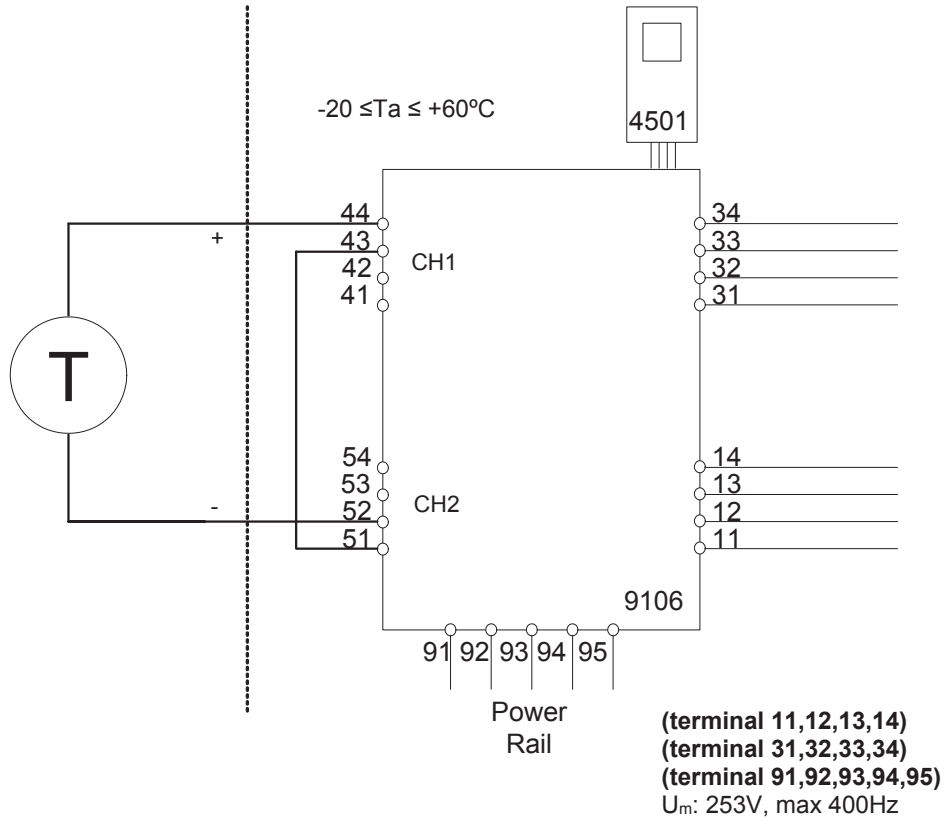 4501
-20 ≤Ta ≤ +60ºC
44
+
43
CH1
42
41
34
33
32
31
T
54
53
CH2
52
-
51
14
13
12
11
9106
91 92 93 94 95
Power
Rail
(terminal 11,12,13,14)
(terminal 31,32,33,34)
(terminal 91,92,93,94,95)
Um: 253V, max 400Hz